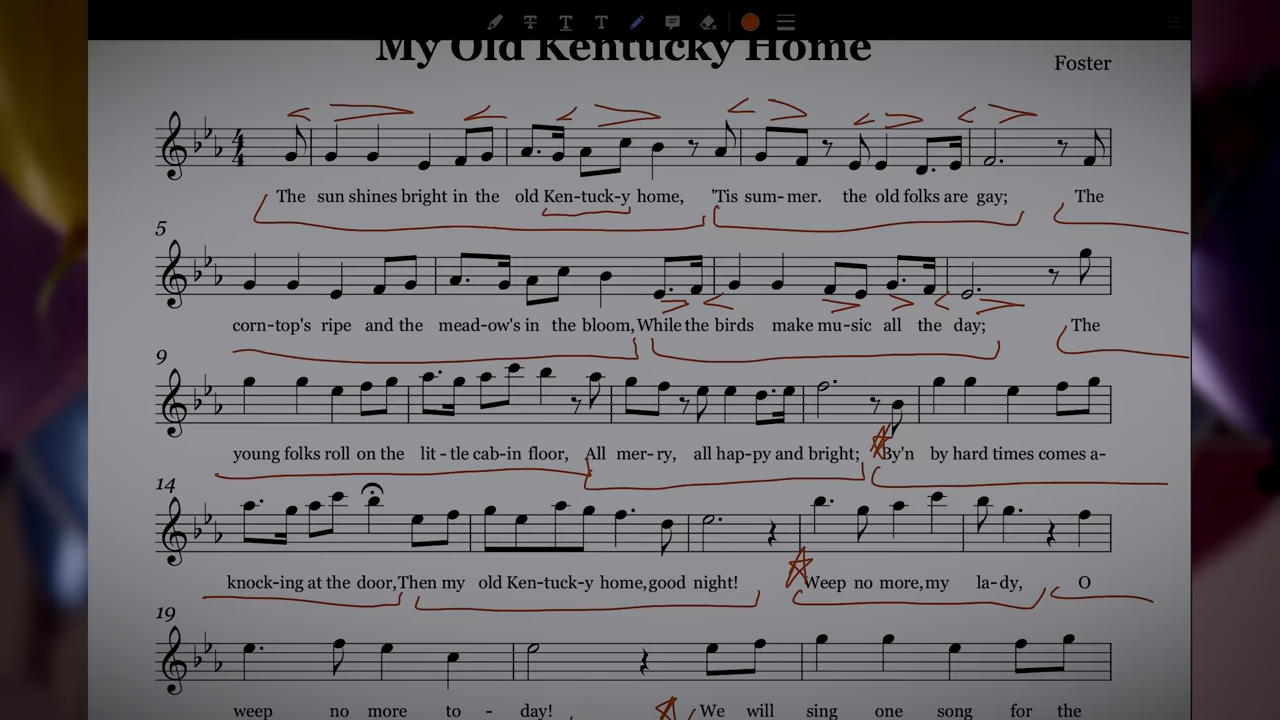 My Old Kentucky Home
Foster
The sun shines bright in the old Ken-tuck-y home, 'Tis sum-mer. the old folks are gay; The
5
corn-top's ripe and the mead-ow's in the bloom, While the birds make mu-sic all the day; The
9
young folks roll on the lit-tle cab-in floor, All mer-ry, all hap-py and bright; By'n by hard times comes a-
14
knock-ing at the door, Then my old Ken-tuck-y home, good night! Weep no more, my la-dy, O
19
weep no more to-day! We will sing one song for the